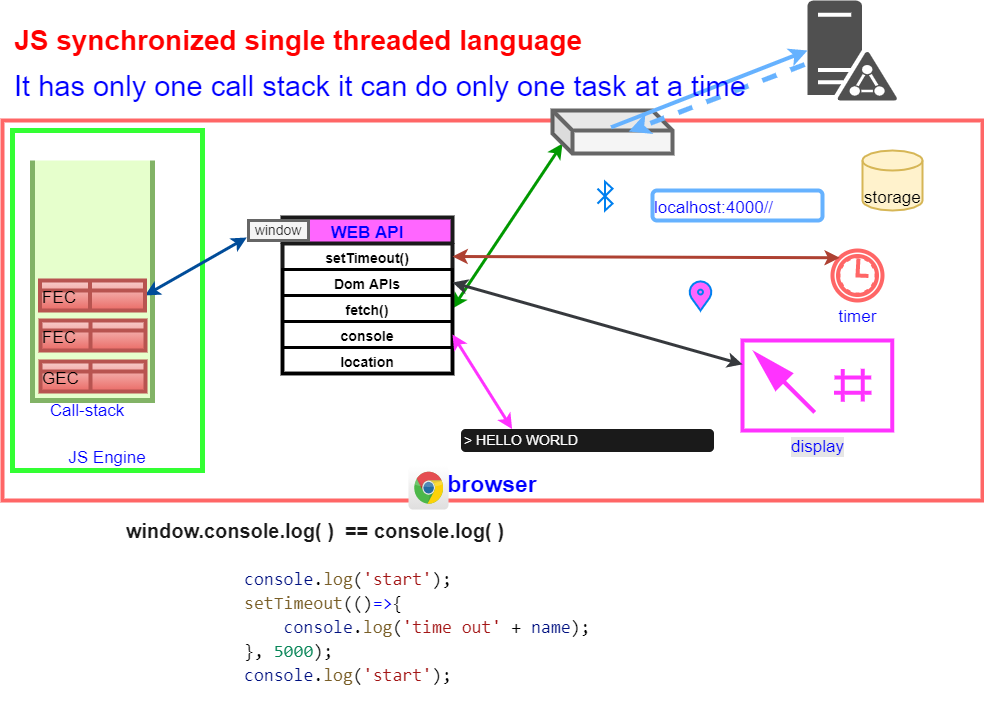 JS synchronized single threaded language
It has only one call stack it can do only one task at a time
localhost:4000//
storage
window
WEB API
setTimeout()
Dom APIs
fetch()
console
location
timer
FEC
FEC
GEC
Call-stack
JS Engine
> HELLO WORLD
display
browser
window.console.log( )  == console.log( )
console.log('start');
setTimeout(()=>{
    console.log('time out' + name);
}, 5000);
console.log('start');